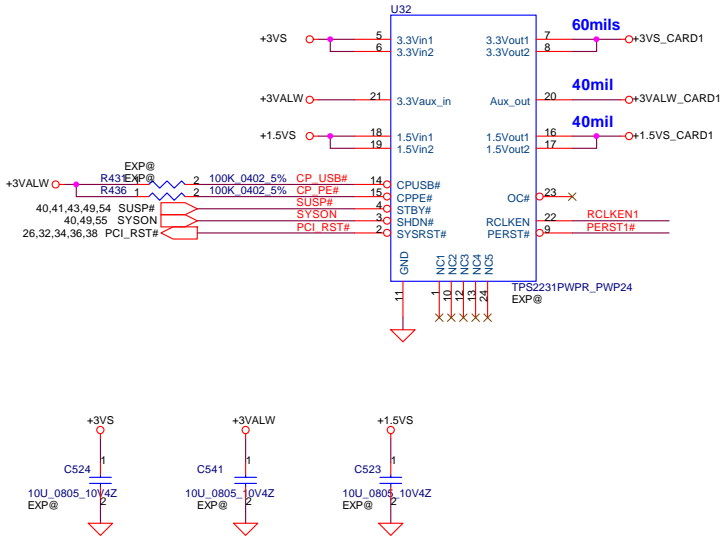 U32
60mils
+3VS
5
6
3.3Vin1
3.3Vin2
3.3Vout1
3.3Vout2
7
8
+3VS_CARD1
40mil
+3VALW
21
3.3Vaux_in
Aux_out
20
+3VALW_CARD1
40mil
+1.5VS
18
19
1.5Vin1
1.5Vin2
1.5Vout1
1.5Vout2
16
17
+1.5VS_CARD1
EXP@
+3VALW
R431 1 2 100K_0402_5% CP_USB# 14 CPUSB#
EXP@
R436 1 2 100K_0402_5% CP_PE# 15 CPPE#
OC# 23
40,41,43,49,54 SUSP# SUSP# 4 STBY#
40,49,55 SYSON SYSON 3 SHDN#
RCLKEN 22 RCLKEN1
26,32,34,36,38 PCI_RST# PCI_RST# 2 SYSRST#
PERST# 9 PERST1#
GND
NC1
NC2
NC3
NC4
NC5
11
1
10
12
13
24
TPS2231PWPR_PWP24
EXP@
+3VS
1
C524
10U_0805_10V4Z
2
EXP@
+3VALW
1
C541
10U_0805_10V4Z
2
EXP@
+1.5VS
1
C523
10U_0805_10V4Z
2
EXP@